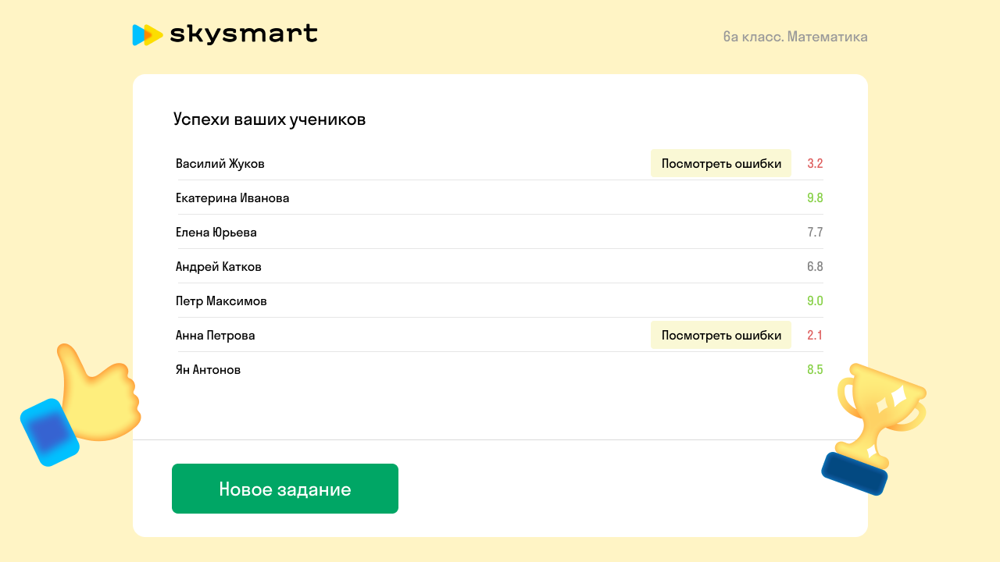 skysmart
6а класс. Математика
Успехи ваших учеников
Василий Жуков Посмотреть ошибки 3.2
Екатерина Иванова 9.8
Елена Юрьева 7.7
Андрей Катков 6.8
Петр Максимов 9.0
Анна Петрова Посмотреть ошибки 2.1
Ян Антонов 8.5
Новое задание